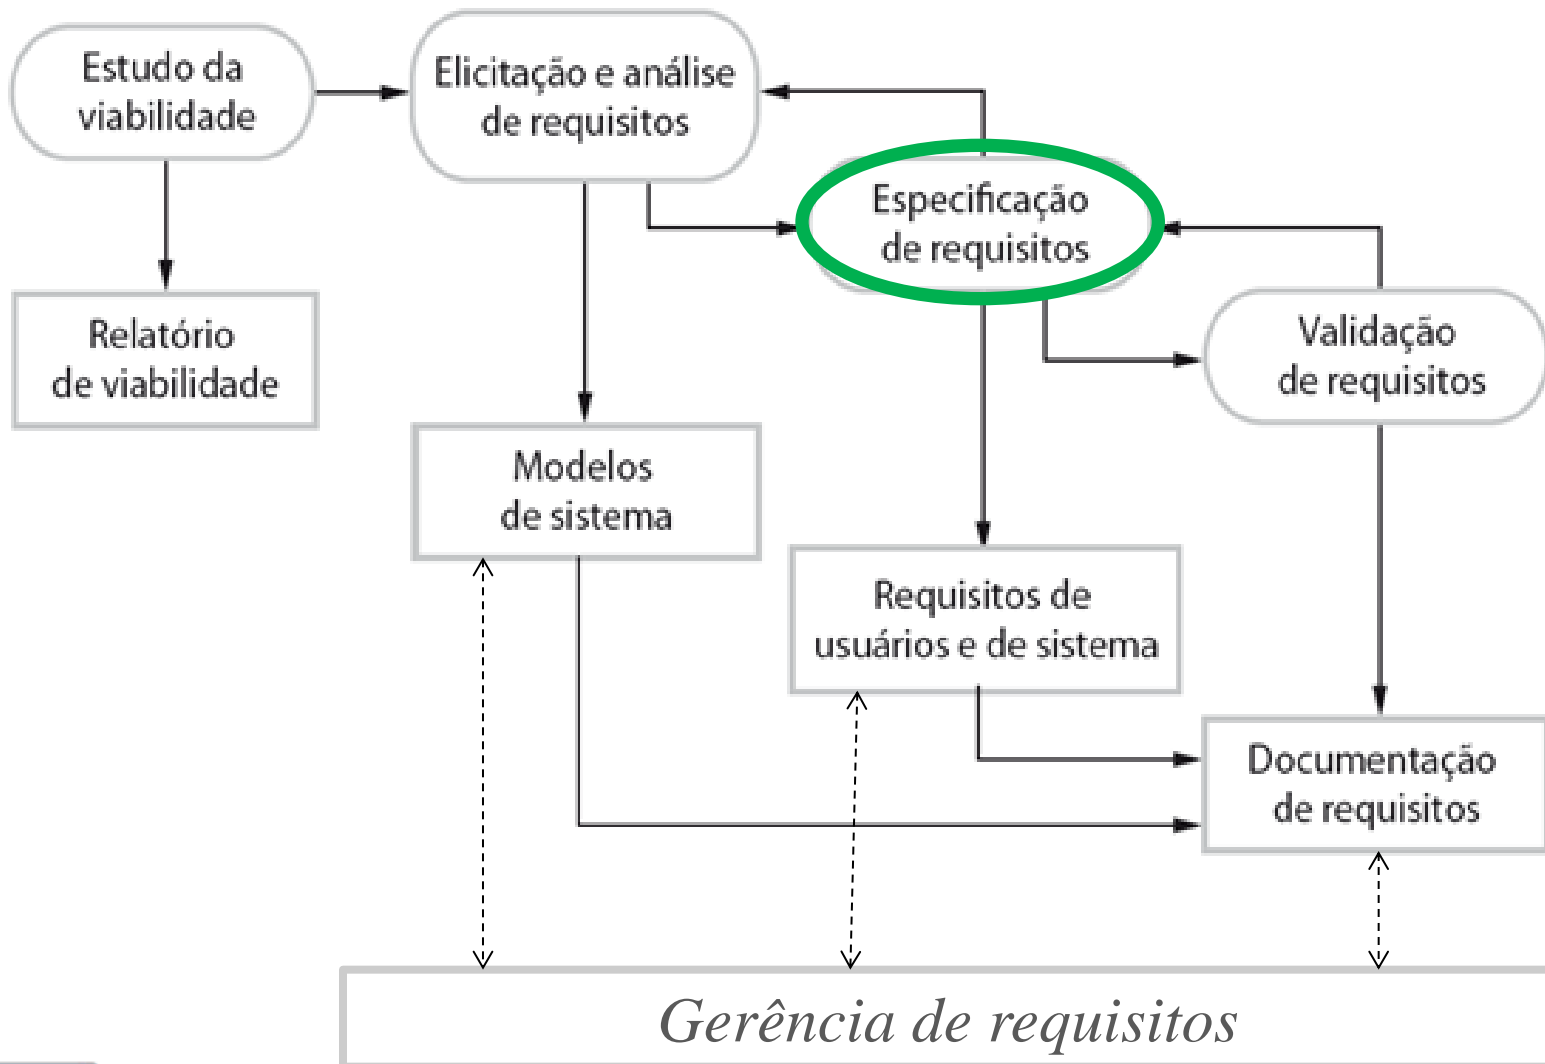 Estudo da
viabilidade
Elicitação e análise
de requisitos
Especificação
de requisitos
Relatório
de viabilidade
Validação
de requisitos
Modelos
de sistema
Requisitos de
usuários e de sistema
Documentação
de requisitos
Gerência de requisitos